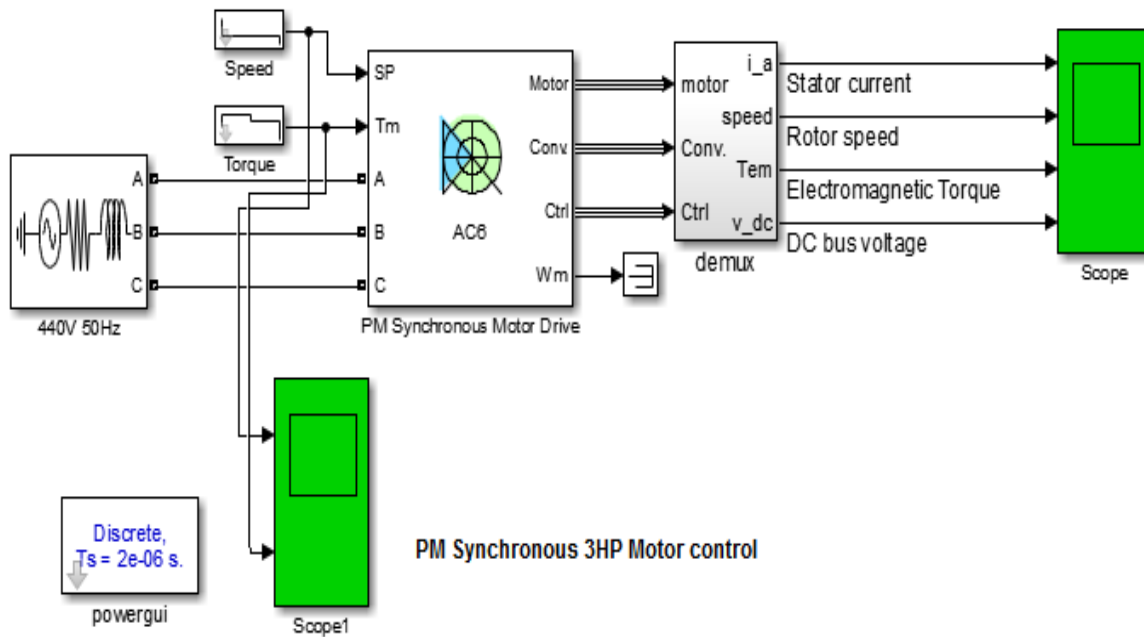 Speed
Torque
A
B
C
440V 50Hz
SP
Tm
A
B
C
Motor
Conv.
Ctrl
Wm
AC6
PM Synchronous Motor Drive
motor
Conv.
Ctrl
i_a
speed
Tem
v_dc
demux
Stator current
Rotor speed
Electromagnetic Torque
DC bus voltage
Scope
Discrete,
Ts = 2e-06 s.
powergui
Scope1
PM Synchronous 3HP Motor control